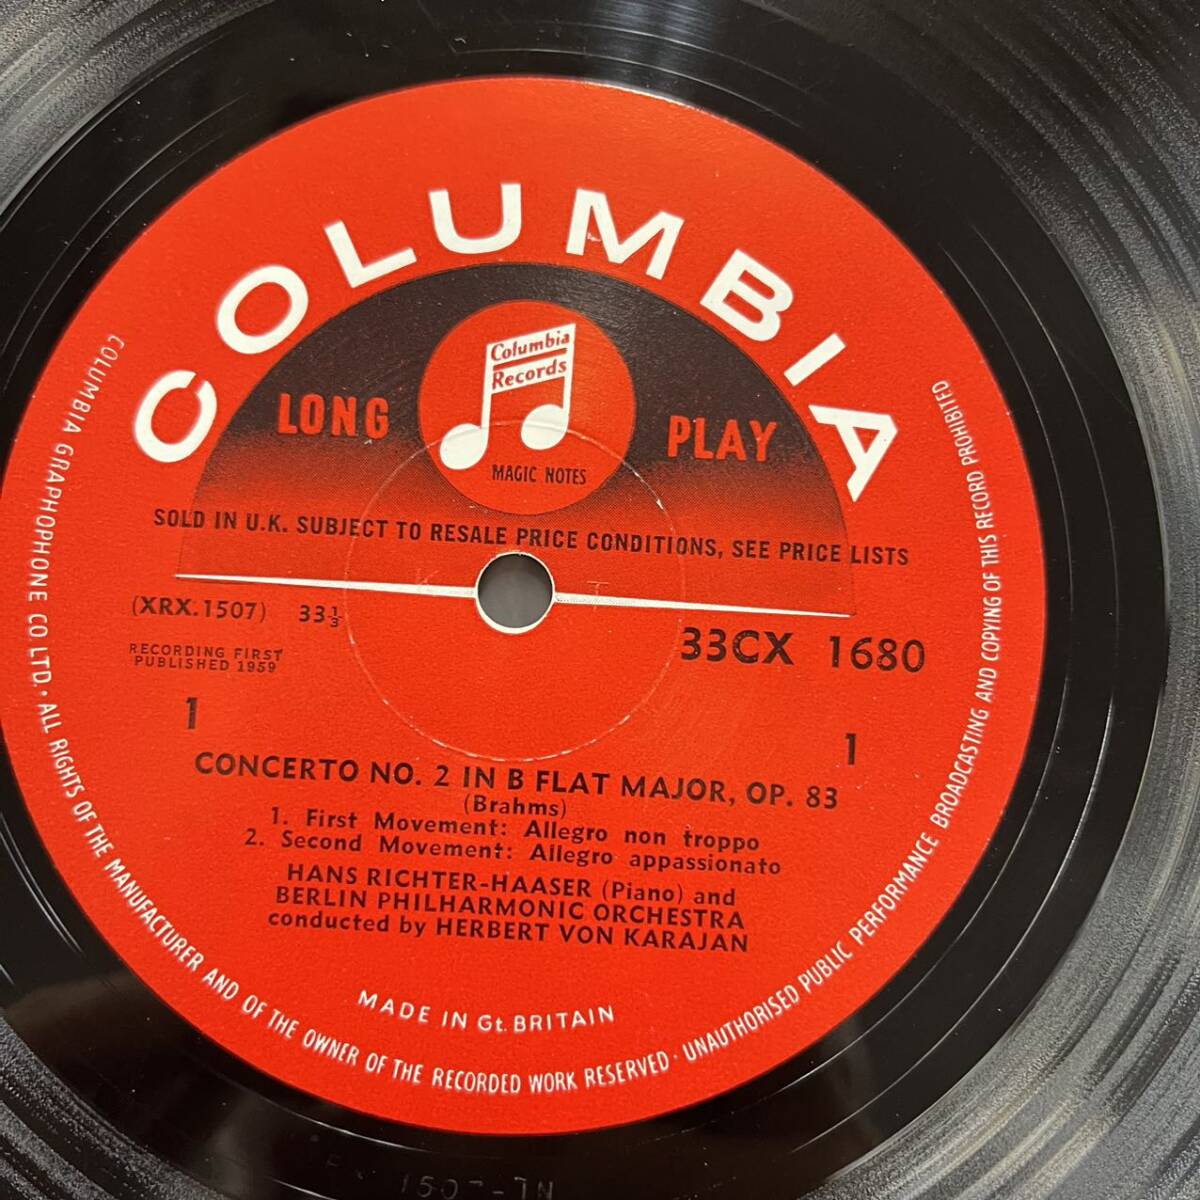 COLUMBIA
Columbia
Records
MAGIC NOTES
LONG PLAY
SOLD IN U.K. SUBJECT TO RESALE PRICE CONDITIONS, SEE PRICE LISTS
(XRX.1507) 33⅓
33CX 1680
RECORDING FIRST
PUBLISHED 1959
1 1
CONCERTO NO. 2 IN B FLAT MAJOR, OP. 83
(Brahms)
1. First Movement: Allegro non troppo
2. Second Movement: Allegro appassionato
HANS RICHTER-HAASER (Piano) and
BERLIN PHILHARMONIC ORCHESTRA
conducted by HERBERT VON KARAJAN
MADE IN Gt. BRITAIN
COLUMBIA GRAPHOPHONE CO. LTD. · ALL RIGHTS OF THE MANUFACTURER AND OF THE OWNER OF THE RECORDED WORK RESERVED · UNAUTHORISED PUBLIC PERFORMANCE BROADCASTING AND COPYING OF THIS RECORD PROHIBITED
1507-1N